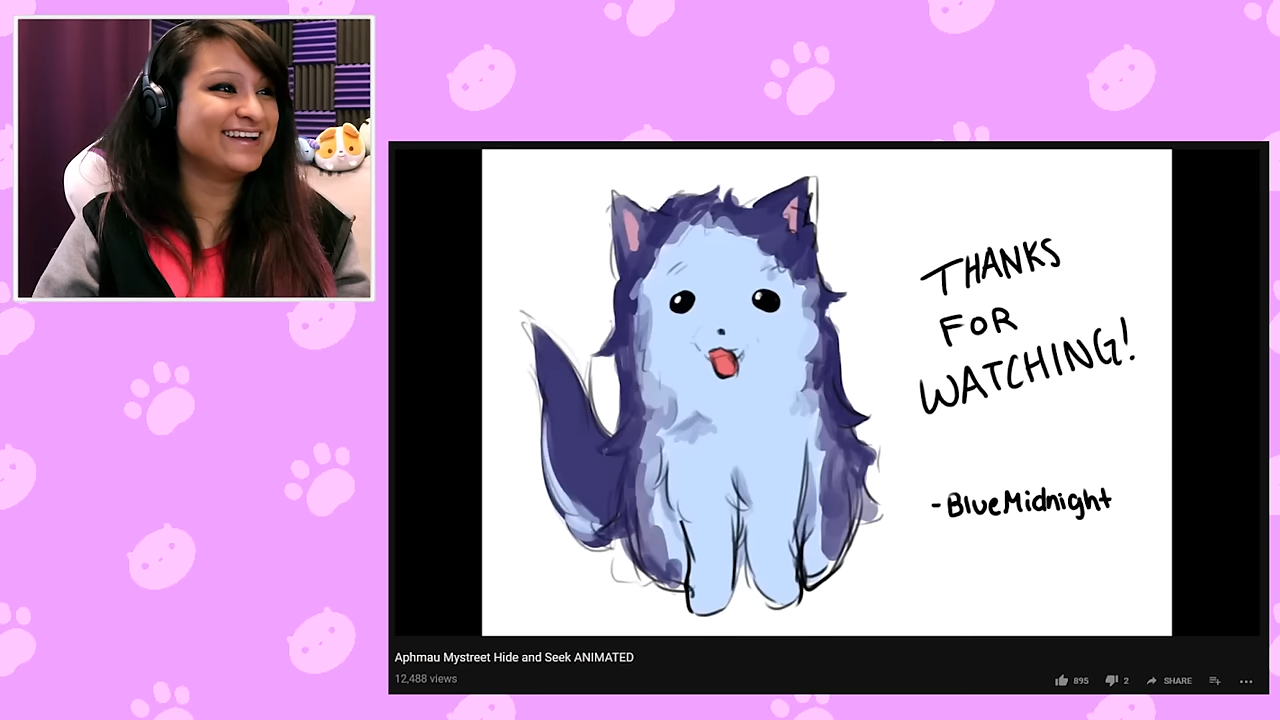 THANKS
FOR
WATCHING!
-BlueMidnight
Aphmau Mystreet Hide and Seek ANIMATED
12,488 views
895
2
SHARE